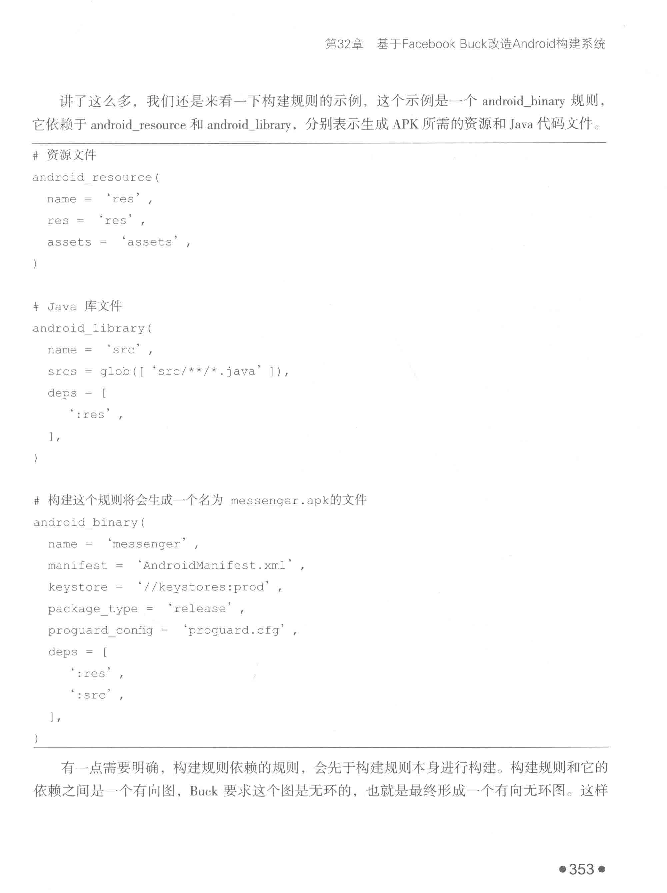 第32章 基于Facebook Buck改造Android构建系统
讲了这么多，我们还是来看一下构建规则的示例，这个示例是一个 android_binary 规则，
它依赖于 android_resource 和 android_library，分别表示生成 APK 所需的资源和 Java 代码文件。
# 资源文件
android_resource(
name = ‘res’,
res = ‘res’,
assets = ‘assets’,
)
# Java 库文件
android_library(
name = ‘src’,
srcs = glob([‘src/**/*.java’]),
deps = [
‘:res’,
],
)
# 构建这个规则将会生成一个名为 messenger.apk的文件
android_binary(
name = ‘messenger’,
manifest = ‘AndroidManifest.xml’,
keystore = ‘//keystores:prod’,
package_type = ‘release’,
proguard_config = ‘proguard.cfg’,
deps = [
‘:res’,
‘:src’,
],
)
有一点需要明确，构建规则依赖的规则，会先于构建规则本身进行构建。构建规则和它的
依赖之间是一个有向图，Buck 要求这个图是无环的，也就是最终形成一个有向无环图。这样
●353●